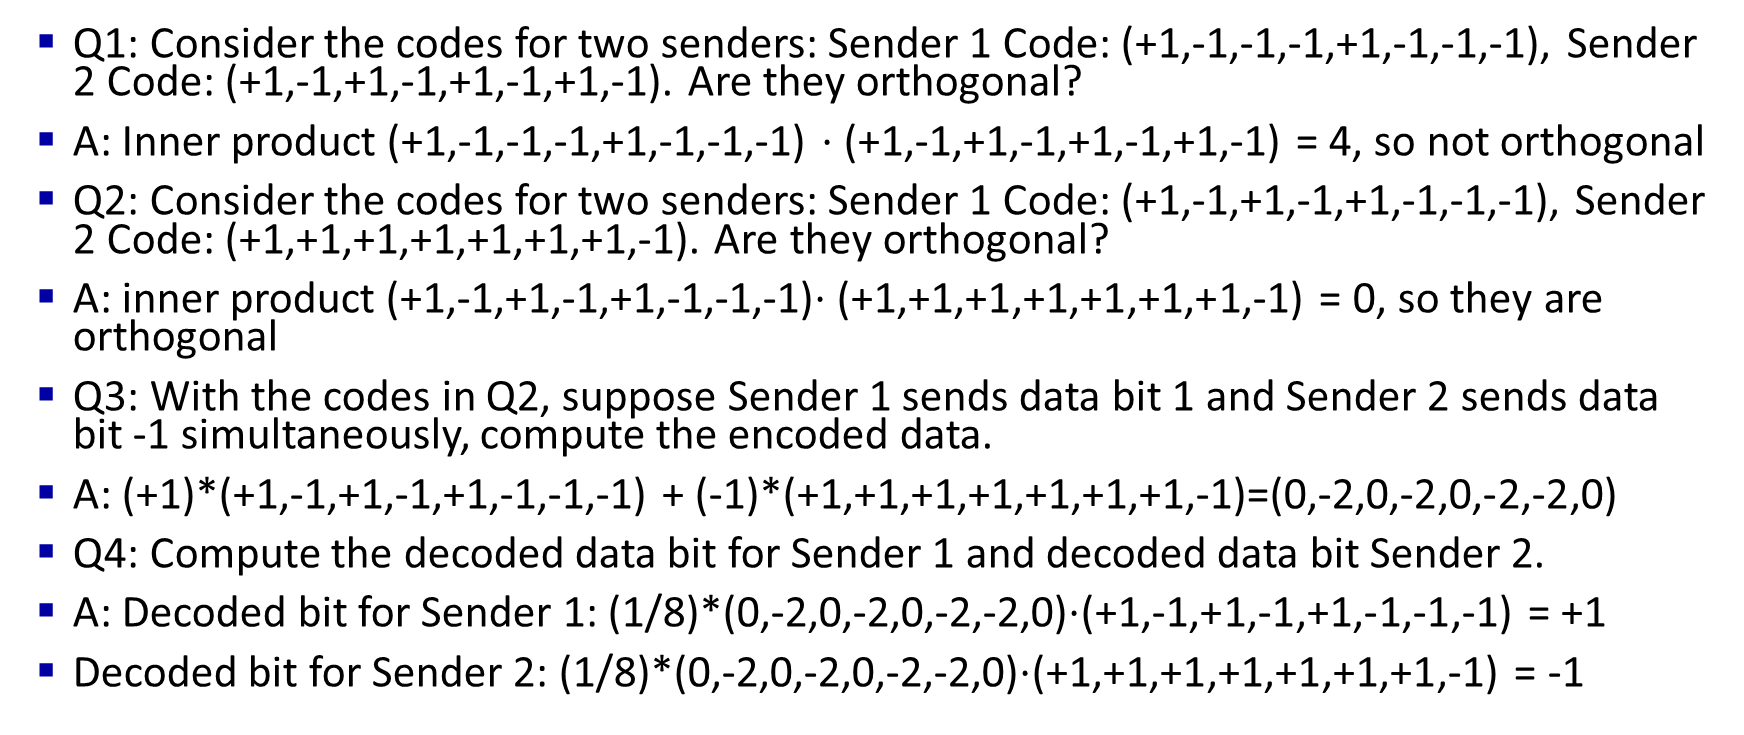 ▪ Q1: Consider the codes for two senders: Sender 1 Code: (+1,-1,-1,-1,+1,-1,-1,-1), Sender
2 Code: (+1,-1,+1,-1,+1,-1,+1,-1). Are they orthogonal?
▪ A: Inner product (+1,-1,-1,-1,+1,-1,-1,-1) · (+1,-1,+1,-1,+1,-1,+1,-1) = 4, so not orthogonal
▪ Q2: Consider the codes for two senders: Sender 1 Code: (+1,-1,+1,-1,+1,-1,-1,-1), Sender
2 Code: (+1,+1,+1,+1,+1,+1,+1,-1). Are they orthogonal?
▪ A: inner product (+1,-1,+1,-1,+1,-1,-1,-1)· (+1,+1,+1,+1,+1,+1,+1,-1) = 0, so they are
orthogonal
▪ Q3: With the codes in Q2, suppose Sender 1 sends data bit 1 and Sender 2 sends data
bit -1 simultaneously, compute the encoded data.
▪ A: (+1)*(+1,-1,+1,-1,+1,-1,-1,-1) + (-1)*(+1,+1,+1,+1,+1,+1,+1,-1)=(0,-2,0,-2,0,-2,-2,0)
▪ Q4: Compute the decoded data bit for Sender 1 and decoded data bit Sender 2.
▪ A: Decoded bit for Sender 1: (1/8)*(0,-2,0,-2,0,-2,-2,0)·(+1,-1,+1,-1,+1,-1,-1,-1) = +1
▪ Decoded bit for Sender 2: (1/8)*(0,-2,0,-2,0,-2,-2,0)·(+1,+1,+1,+1,+1,+1,+1,-1) = -1